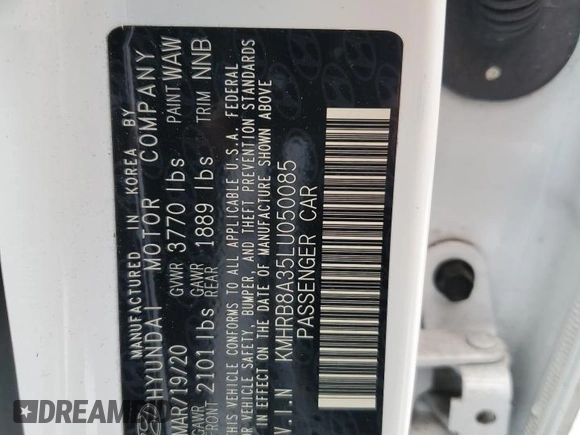 MANUFACTURED IN KOREA BY
HYUNDAI MOTOR COMPANY
MAR/19/20 GVWR 3770 lbs PAINT WAW
GAWR FRONT 2101 lbs GAWR REAR 1889 lbs TRIM NNB
THIS VEHICLE CONFORMS TO ALL APPLICABLE U.S.A. FEDERAL
MOTOR VEHICLE SAFETY, BUMPER, AND THEFT PREVENTION STANDARDS
IN EFFECT ON THE DATE OF MANUFACTURE SHOWN ABOVE
V.I.N KMHRB8A35LU050085
PASSENGER CAR